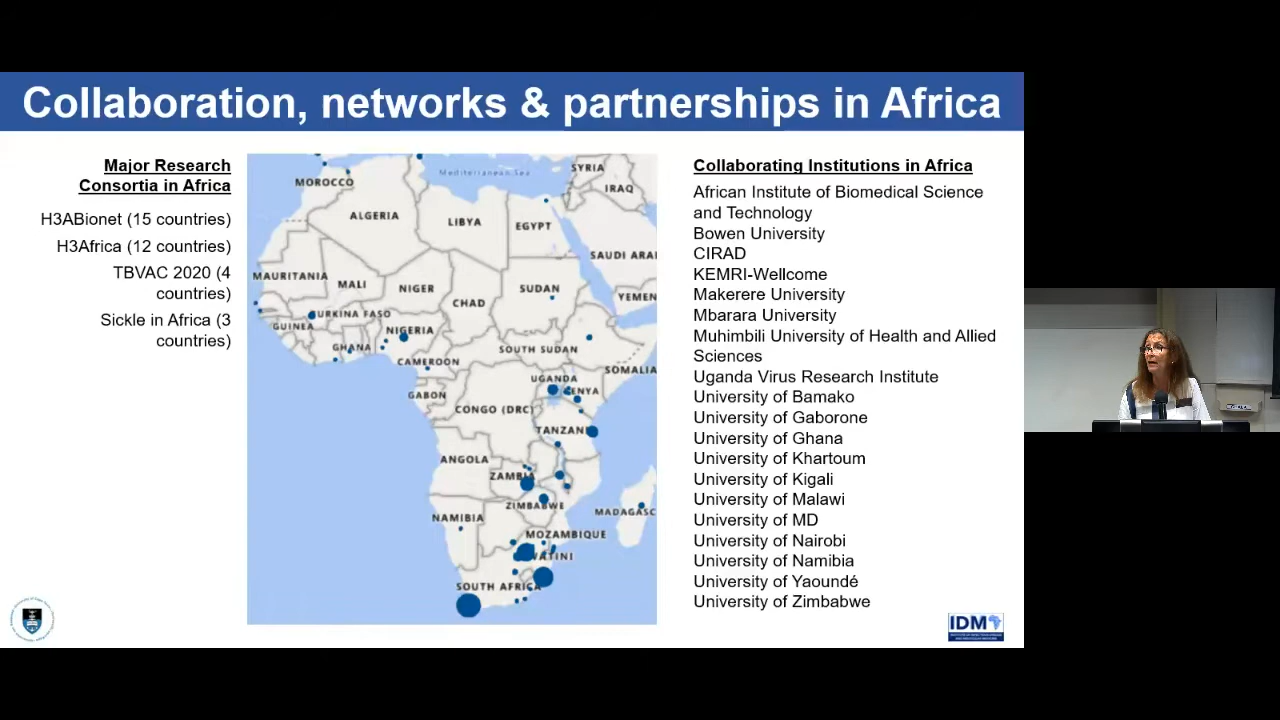 Collaboration, networks & partnerships in Africa
Major Research
Consortia in Africa
H3ABionet (15 countries)
H3Africa (12 countries)
TBVAC 2020 (4
countries)
Sickle in Africa (3
countries)
Mediterranean Sea
SYRIA
MOROCCO
IRAQ
ALGERIA
LIBYA
EGYPT
SAUDI ARA
MAURITANIA
MALI
NIGER
SUDAN
YEMEN
CHAD
BURKINA FASO
GUINEA
NIGERIA
GHANA
SOUTH SUDAN
CAMEROON
SOMALIA
UGANDA
KENYA
GABON
CONGO (DRC)
TANZANI
ANGOLA
ZAMBIA
ZIMBABWE
MADAGASC
NAMIBIA
MOZAMBIQUE
WATINI
SOUTH AFRICA
Collaborating Institutions in Africa
African Institute of Biomedical Science
and Technology
Bowen University
CIRAD
KEMRI-Wellcome
Makerere University
Mbarara University
Muhimbili University of Health and Allied
Sciences
Uganda Virus Research Institute
University of Bamako
University of Gaborone
University of Ghana
University of Khartoum
University of Kigali
University of Malawi
University of MD
University of Nairobi
University of Namibia
University of Yaoundé
University of Zimbabwe
IDM